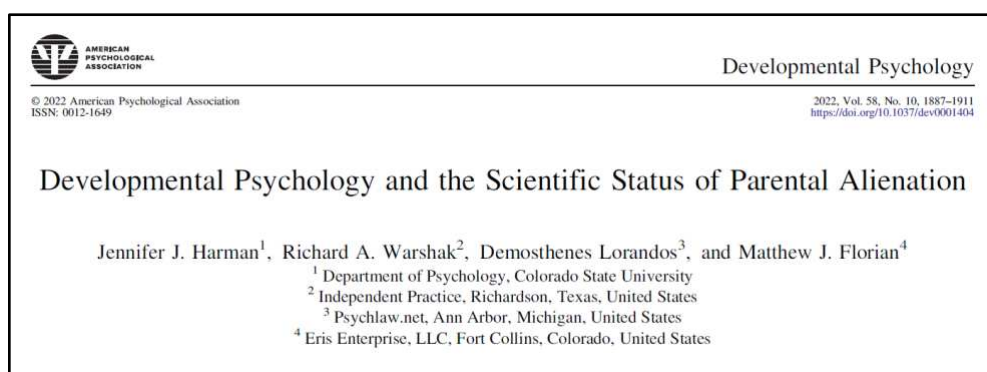 AMERICAN
PSYCHOLOGICAL
ASSOCIATION
Developmental Psychology
© 2022 American Psychological Association
ISSN: 0012-1649
2022, Vol. 58, No. 10, 1887–1911
https://doi.org/10.1037/dev0001404
Developmental Psychology and the Scientific Status of Parental Alienation
Jennifer J. Harman1, Richard A. Warshak2, Demosthenes Lorandos3, and Matthew J. Florian4
1 Department of Psychology, Colorado State University
2 Independent Practice, Richardson, Texas, United States
3 Psychlaw.net, Ann Arbor, Michigan, United States
4 Eris Enterprise, LLC, Fort Collins, Colorado, United States